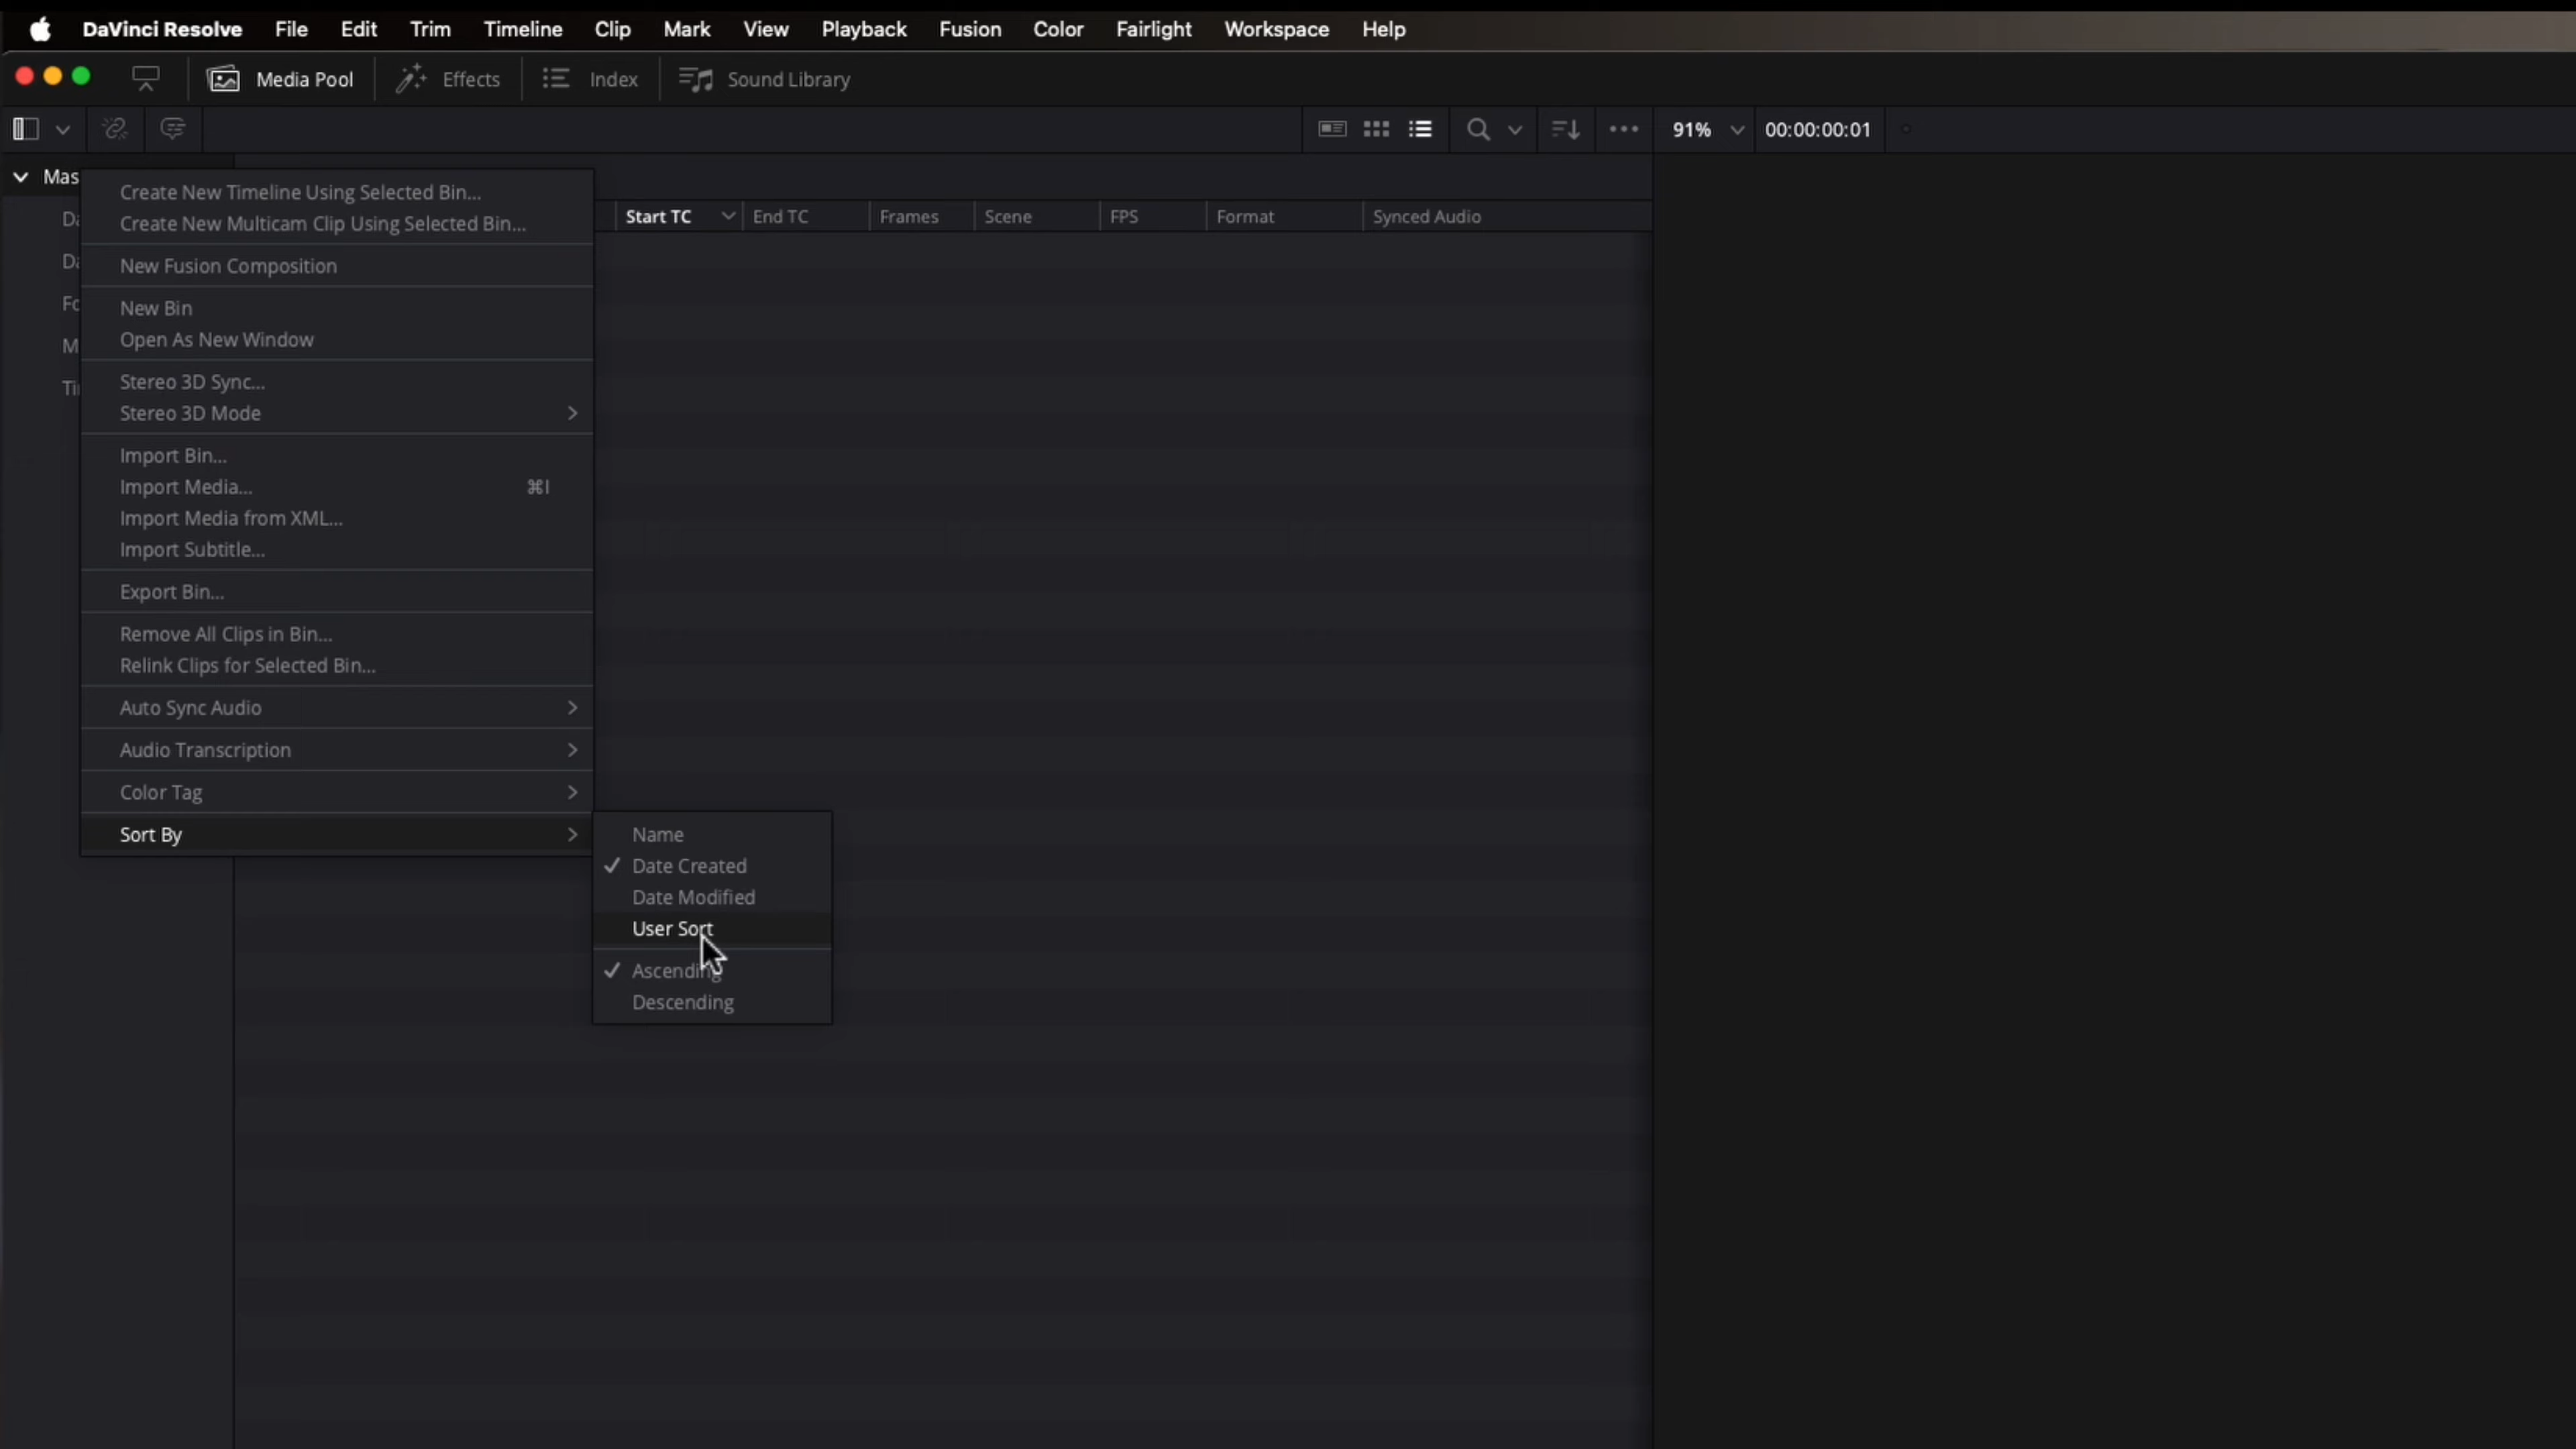 DaVinci Resolve File Edit Trim Timeline Clip Mark View Playback Fusion Color Fairlight Workspace Help
Media Pool Effects Index Sound Library
91% 00:00:00:01
Mas
Create New Timeline Using Selected Bin...
Create New Multicam Clip Using Selected Bin...
New Fusion Composition
New Bin
Open As New Window
Stereo 3D Sync...
Stereo 3D Mode
Import Bin...
Import Media... ⌘I
Import Media from XML...
Import Subtitle...
Export Bin...
Remove All Clips in Bin...
Relink Clips for Selected Bin...
Auto Sync Audio
Audio Transcription
Color Tag
Sort By
Start TC End TC Frames Scene FPS Format Synced Audio
Name
Date Created
Date Modified
User Sort
Ascending
Descending